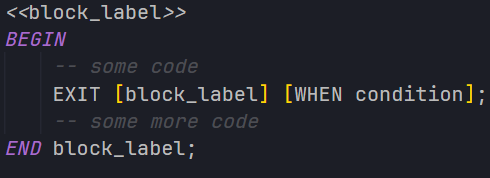 <<block_label>>
BEGIN
    -- some code
    EXIT [block_label] [WHEN condition];
    -- some more code
END block_label;